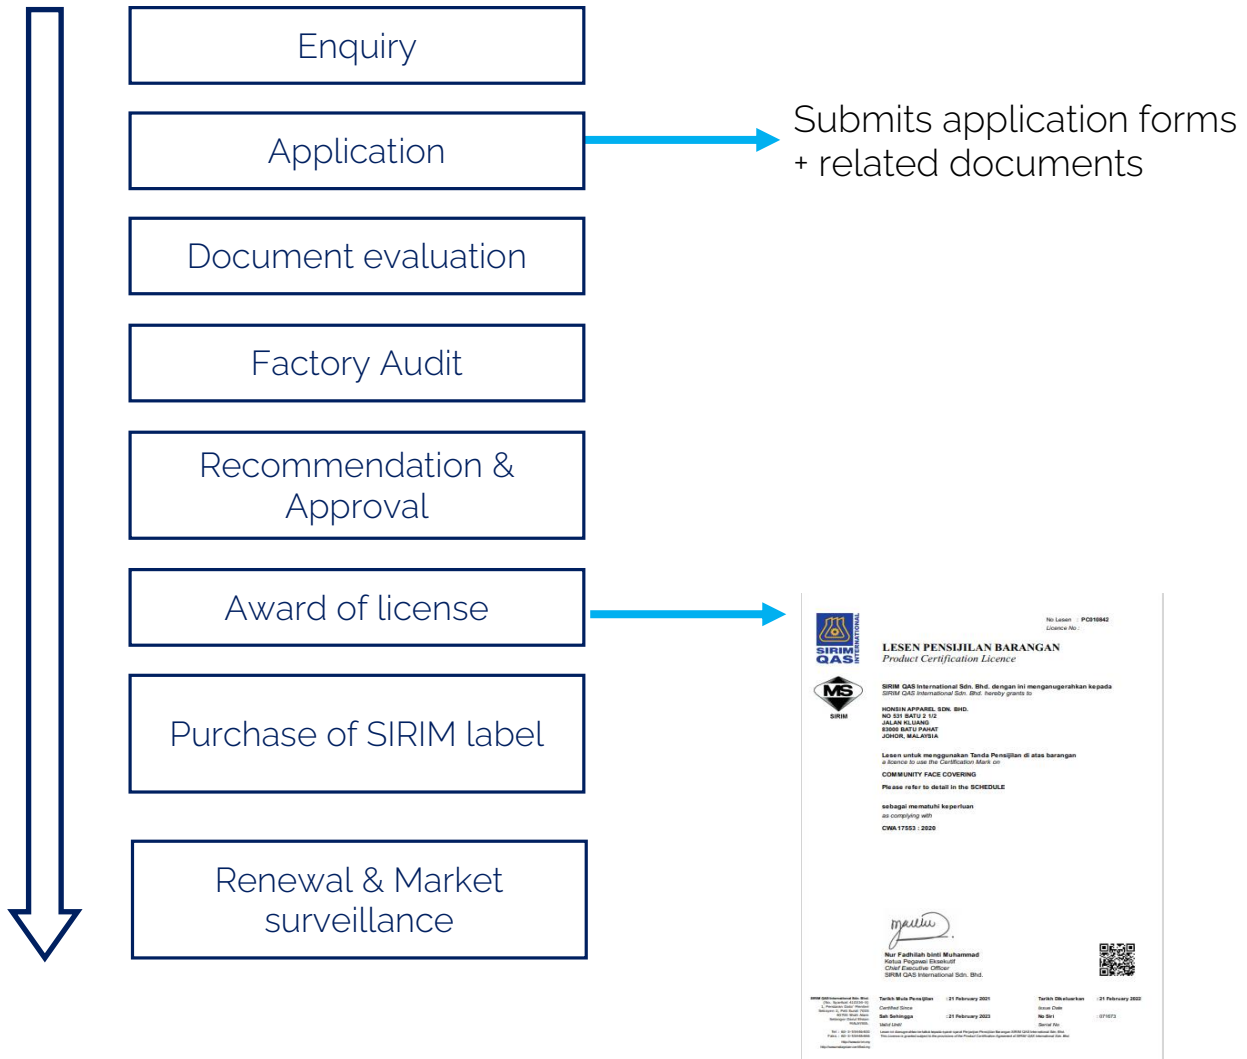 Enquiry
Application
Submits application forms
+ related documents
Document evaluation
Factory Audit
Recommendation &
Approval
Award of license
Purchase of SIRIM label
Renewal & Market
surveillance
SIRIM
QAS
INTERNATIONAL
No Lesen : PC010842
Licence No :
LESEN PENSIJILAN BARANGAN
Product Certification Licence
MS
SIRIM
SIRIM QAS International Sdn. Bhd. dengan ini menganugerahkan kepada
SIRIM QAS International Sdn. Bhd. hereby grants to
HONSIN APPAREL SDN. BHD.
NO 531 BATU 2 1/2
JALAN KLUANG
83000 BATU PAHAT
JOHOR, MALAYSIA
Lesen untuk menggunakan Tanda Pensijilan di atas barangan
a licence to use the Certification Mark on
COMMUNITY FACE COVERING
Please refer to detail in the SCHEDULE
sebagai mematuhi keperluan
as complying with
CWA 17553 : 2020
Nur Fadhilah binti Muhammad
Ketua Pegawai Eksekutif
Chief Executive Officer
SIRIM QAS International Sdn. Bhd.
Tarikh Mula Pensijilan : 21 February 2021
Certified Since
Sah Sehingga : 21 February 2023
Valid Until
Tarikh Dikeluarkan : 21 February 2022
Issue Date
No Siri : 071073
Serial No